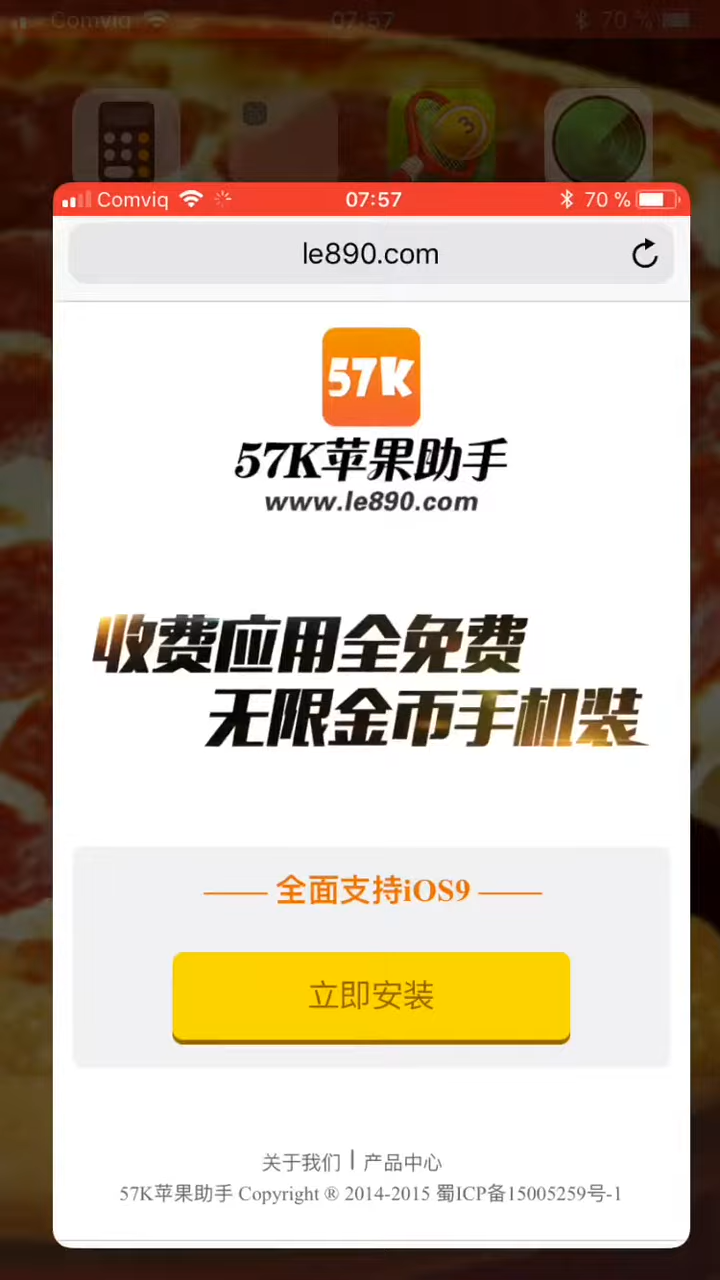 Comviq 07:57 70 %
Comviq 07:57 70 %
3
le890.com
57K
57K苹果助手
www.le890.com
收费应用全免费
无限金币手机装
全面支持iOS9
立即安装
关于我们 | 产品中心
57K苹果助手 Copyright ® 2014-2015 蜀ICP备15005259号-1